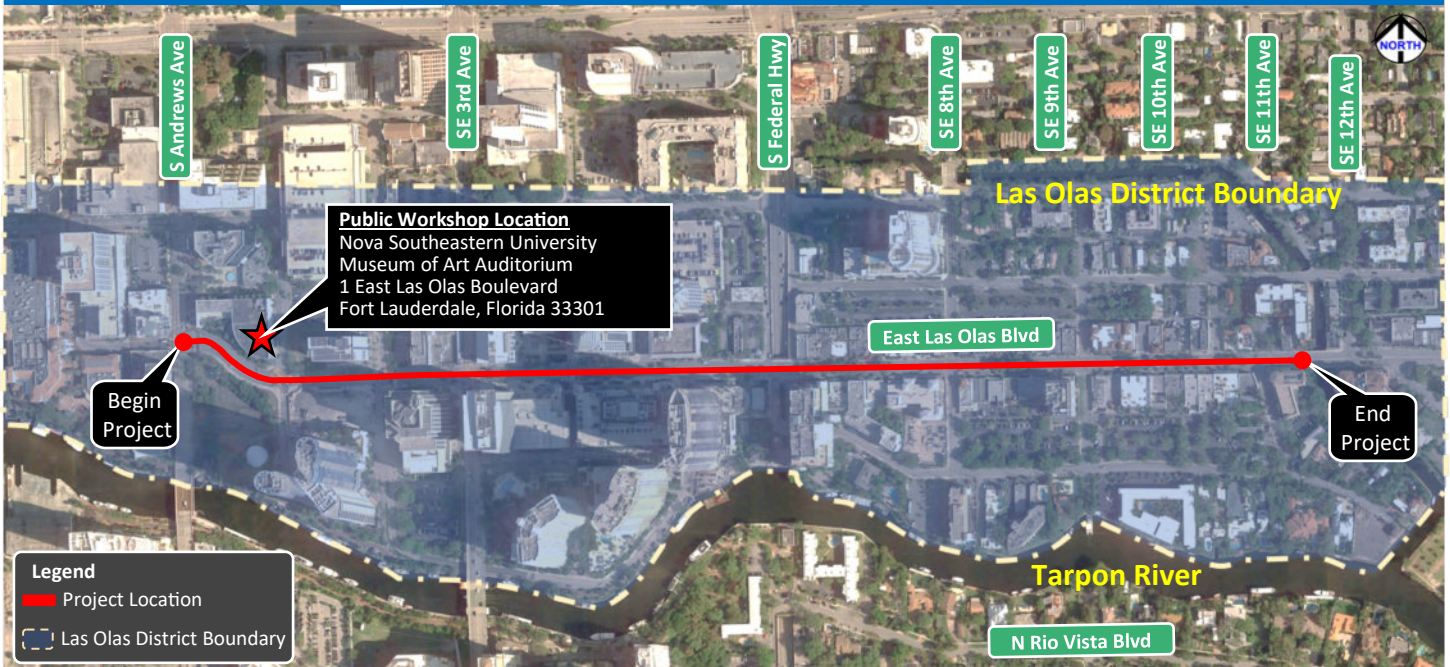 S Andrews Ave
SE 3rd Ave
S Federal Hwy
SE 8th Ave
SE 9th Ave
SE 10th Ave
SE 11th Ave
SE 12th Ave
NORTH
Las Olas District Boundary
Public Workshop Location
Nova Southeastern University
Museum of Art Auditorium
1 East Las Olas Boulevard
Fort Lauderdale, Florida 33301
East Las Olas Blvd
Begin
Project
End
Project
Legend
Project Location
Las Olas District Boundary
Tarpon River
N Rio Vista Blvd